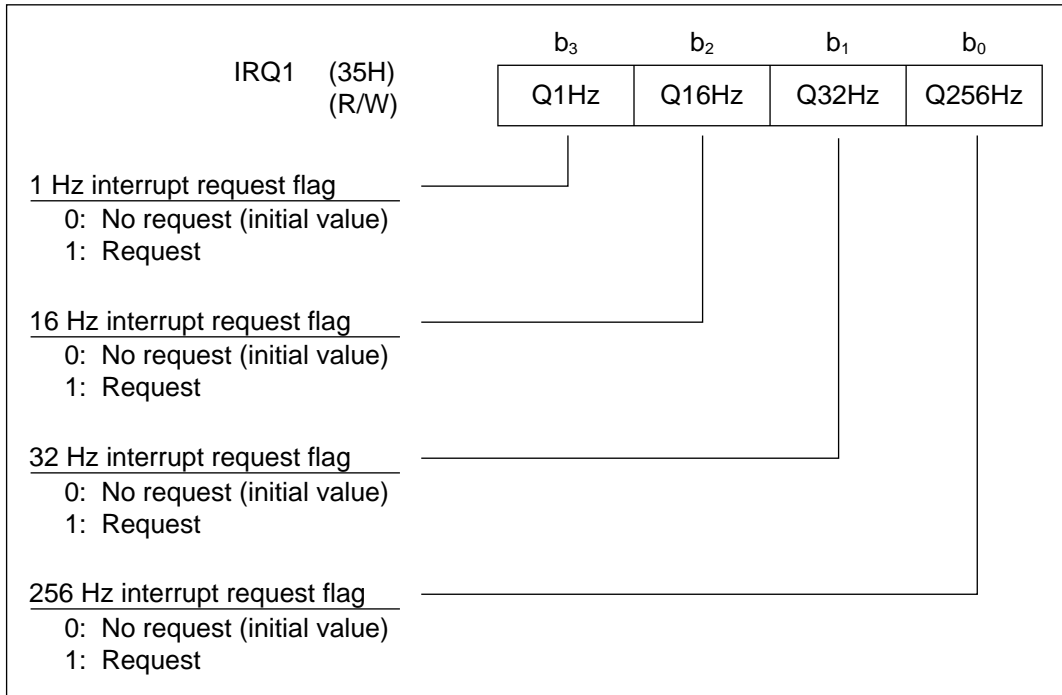 b₃ b₂ b₁ b₀
IRQ1 (35H)
(R/W)
Q1Hz Q16Hz Q32Hz Q256Hz
1 Hz interrupt request flag
0: No request (initial value)
1: Request
16 Hz interrupt request flag
0: No request (initial value)
1: Request
32 Hz interrupt request flag
0: No request (initial value)
1: Request
256 Hz interrupt request flag
0: No request (initial value)
1: Request